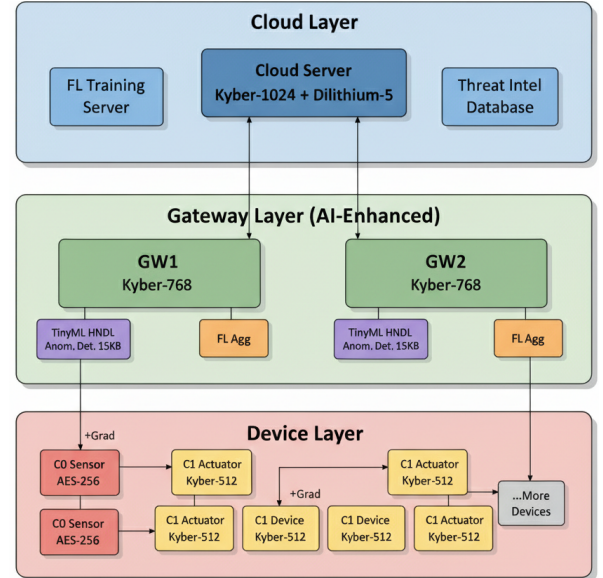 Cloud Layer
FL Training
Server
Cloud Server
Kyber-1024 + Dilithium-5
Threat Intel
Database
Gateway Layer (AI-Enhanced)
GW1
Kyber-768
GW2
Kyber-768
TinyML HNDL
Anom. Det. 15KB
FL Agg
TinyML HNDL
Anom. Det. 15KB
FL Agg
+Grad
Device Layer
C0 Sensor
AES-256
C1 Actuator
Kyber-512
+Grad
C1 Actuator
Kyber-512
...More
Devices
C0 Sensor
AES-256
C1 Actuator
Kyber-512
C1 Device
Kyber-512
C1 Device
Kyber-512
C1 Actuator
Kyber-512